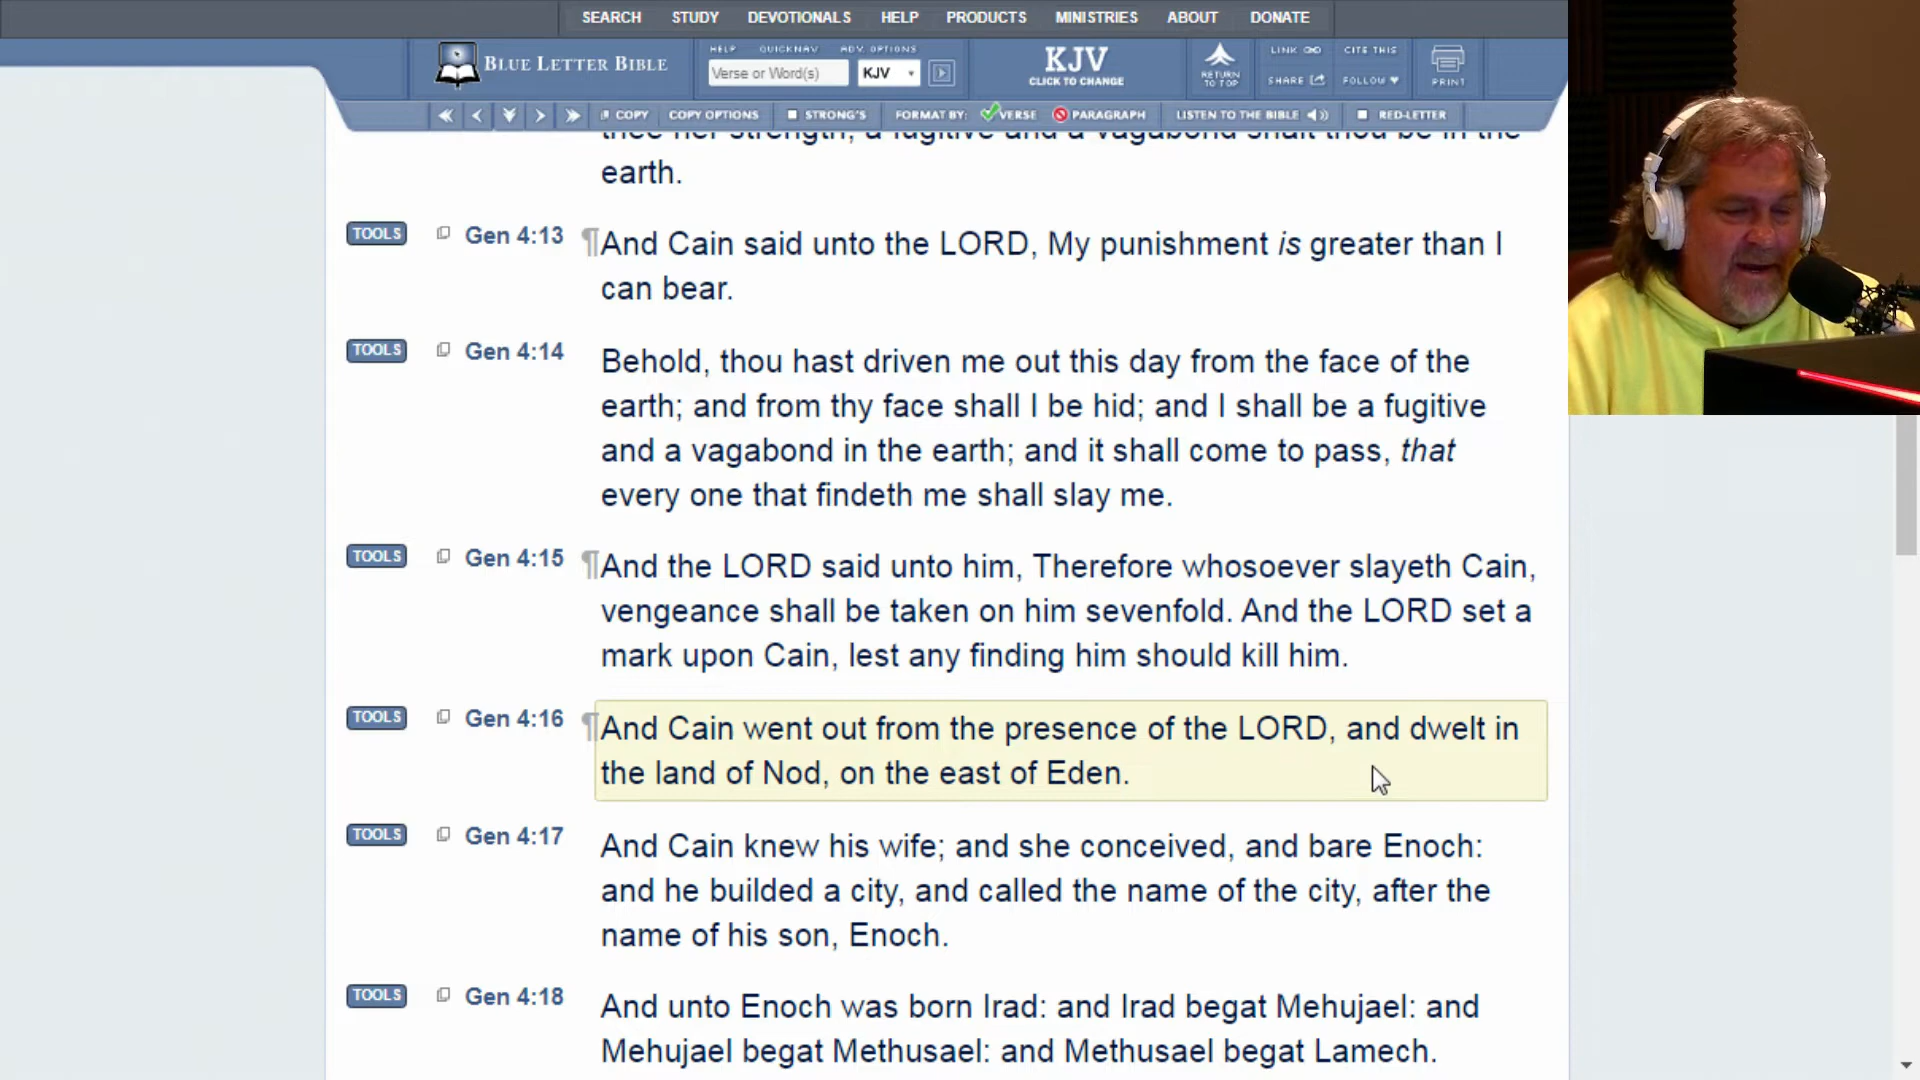 SEARCH STUDY DEVOTIONALS HELP PRODUCTS MINISTRIES ABOUT DONATE
BLUE LETTER BIBLE
HELP QUICKNAV ADV. OPTIONS
Verse or Word(s) KJV
KJV
CLICK TO CHANGE
RETURN
TO TOP
LINK CITE THIS
SHARE FOLLOW
PRINT
COPY COPY OPTIONS STRONG'S FORMAT BY: VERSE PARAGRAPH LISTEN TO THE BIBLE RED-LETTER
thee her strength; a fugitive and a vagabond shalt thou be in the
earth.
TOOLS Gen 4:13 ¶And Cain said unto the LORD, My punishment is greater than I
can bear.
TOOLS Gen 4:14 Behold, thou hast driven me out this day from the face of the
earth; and from thy face shall I be hid; and I shall be a fugitive
and a vagabond in the earth; and it shall come to pass, that
every one that findeth me shall slay me.
TOOLS Gen 4:15 ¶And the LORD said unto him, Therefore whosoever slayeth Cain,
vengeance shall be taken on him sevenfold. And the LORD set a
mark upon Cain, lest any finding him should kill him.
TOOLS Gen 4:16 ¶And Cain went out from the presence of the LORD, and dwelt in
the land of Nod, on the east of Eden.
TOOLS Gen 4:17 And Cain knew his wife; and she conceived, and bare Enoch:
and he builded a city, and called the name of the city, after the
name of his son, Enoch.
TOOLS Gen 4:18 And unto Enoch was born Irad: and Irad begat Mehujael: and
Mehujael begat Methusael: and Methusael begat Lamech.